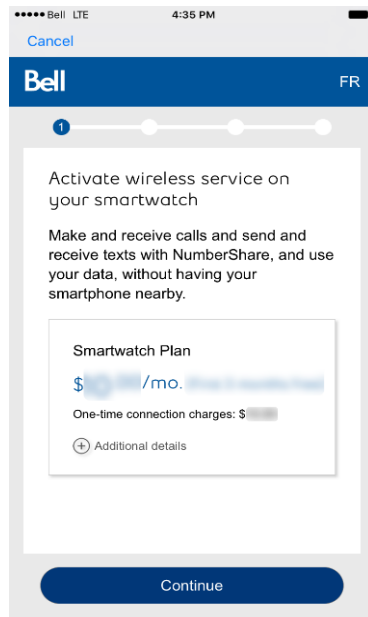 Bell LTE 4:35 PM
Cancel
Bell FR
1
Activate wireless service on
your smartwatch
Make and receive calls and send and
receive texts with NumberShare, and use
your data, without having your
smartphone nearby.
Smartwatch Plan
$ /mo.
One-time connection charges: $
Additional details
Continue